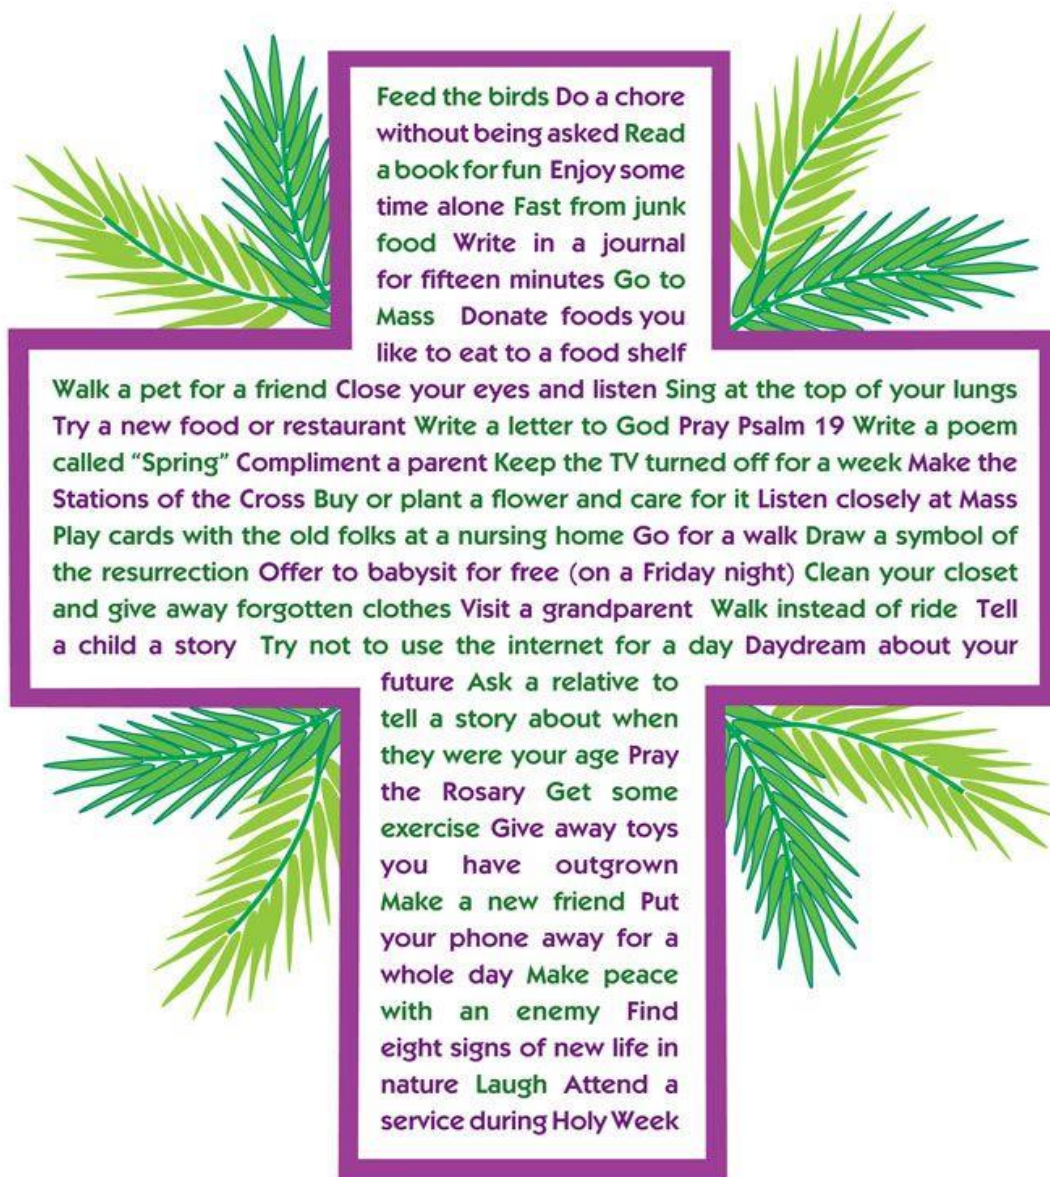 Feed the birds Do a chore
without being asked Read
a book for fun Enjoy some
time alone Fast from junk
food Write in a journal
for fifteen minutes Go to
Mass Donate foods you
like to eat to a food shelf
Walk a pet for a friend Close your eyes and listen Sing at the top of your lungs
Try a new food or restaurant Write a letter to God Pray Psalm 19 Write a poem
called “Spring” Compliment a parent Keep the TV turned off for a week Make the
Stations of the Cross Buy or plant a flower and care for it Listen closely at Mass
Play cards with the old folks at a nursing home Go for a walk Draw a symbol of
the resurrection Offer to babysit for free (on a Friday night) Clean your closet
and give away forgotten clothes Visit a grandparent Walk instead of ride Tell
a child a story Try not to use the internet for a day Daydream about your
future Ask a relative to
tell a story about when
they were your age Pray
the Rosary Get some
exercise Give away toys
you have outgrown
Make a new friend Put
your phone away for a
whole day Make peace
with an enemy Find
eight signs of new life in
nature Laugh Attend a
service during Holy Week